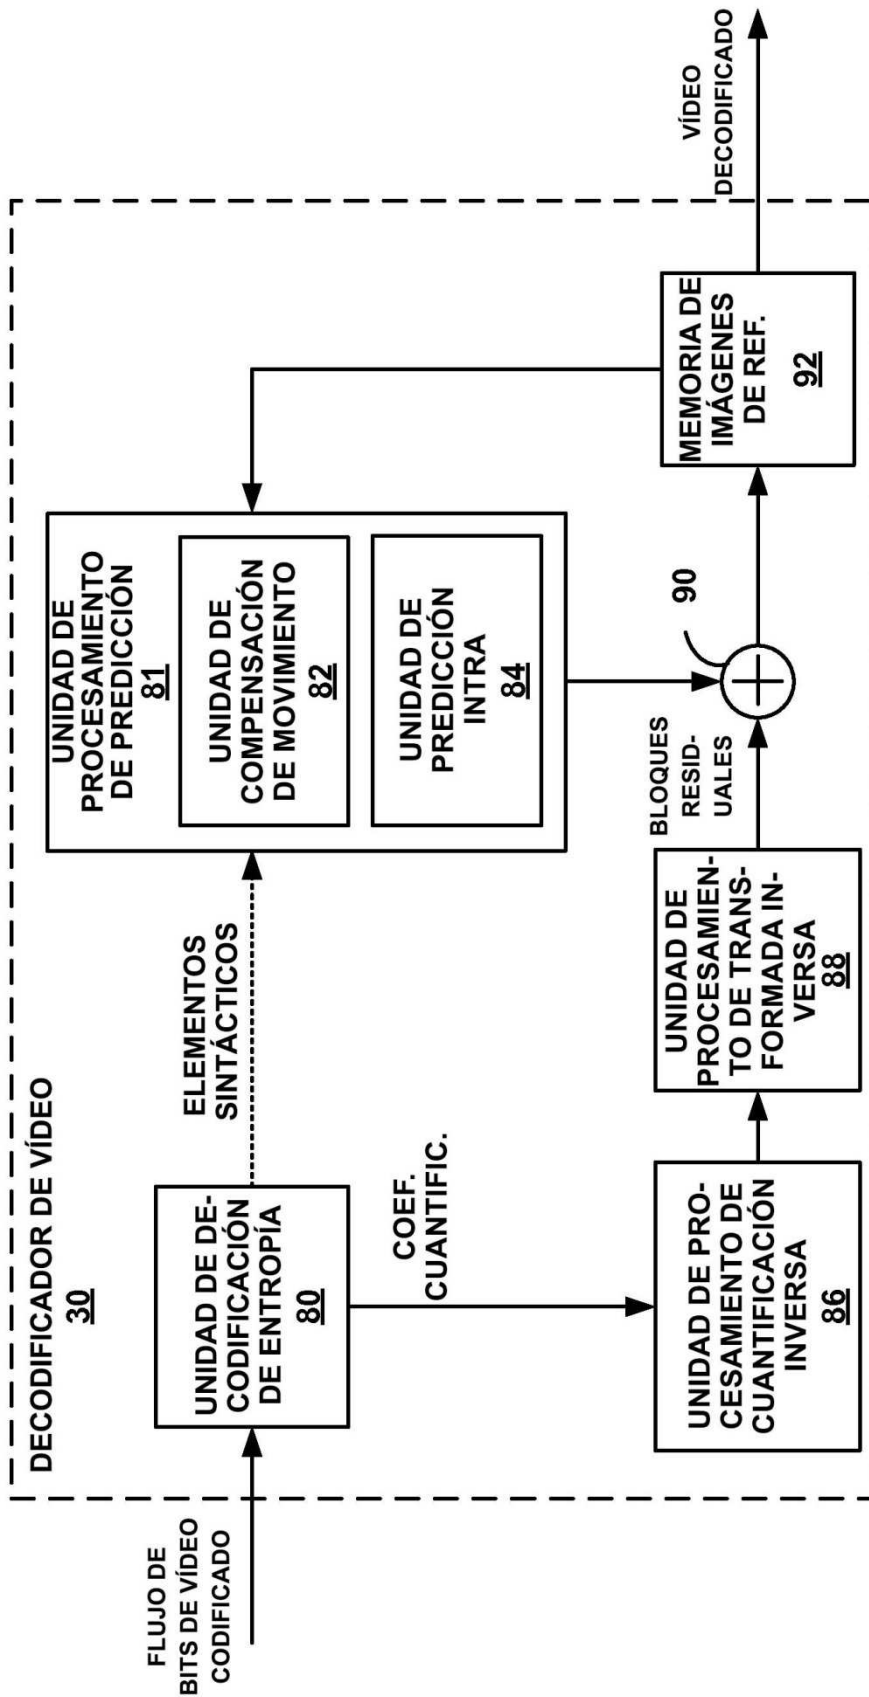 DECODIFICADOR DE VÍDEO
30
FLUJO DE
BITS DE VÍDEO
CODIFICADO
UNIDAD DE DE-
CODIFICACIÓN
DE ENTROPÍA
80
ELEMENTOS
SINTÁCTICOS
COEF.
CUANTIFIC.
UNIDAD DE
PROCESAMIENTO
DE PREDICCIÓN
81
UNIDAD DE
COMPENSACIÓN
DE MOVIMIENTO
82
UNIDAD DE
PREDICCIÓN
INTRA
84
UNIDAD DE PRO-
CESAMIENTO DE
CUANTIFICACIÓN
INVERSA
86
UNIDAD DE
PROCESAMIEN-
TO DE TRANS-
FORMADA IN-
VERSA
88
BLOQUES
RESID-
UALES
90
MEMORIA DE
IMÁGENES
DE REF.
92
VÍDEO
DECODIFICADO